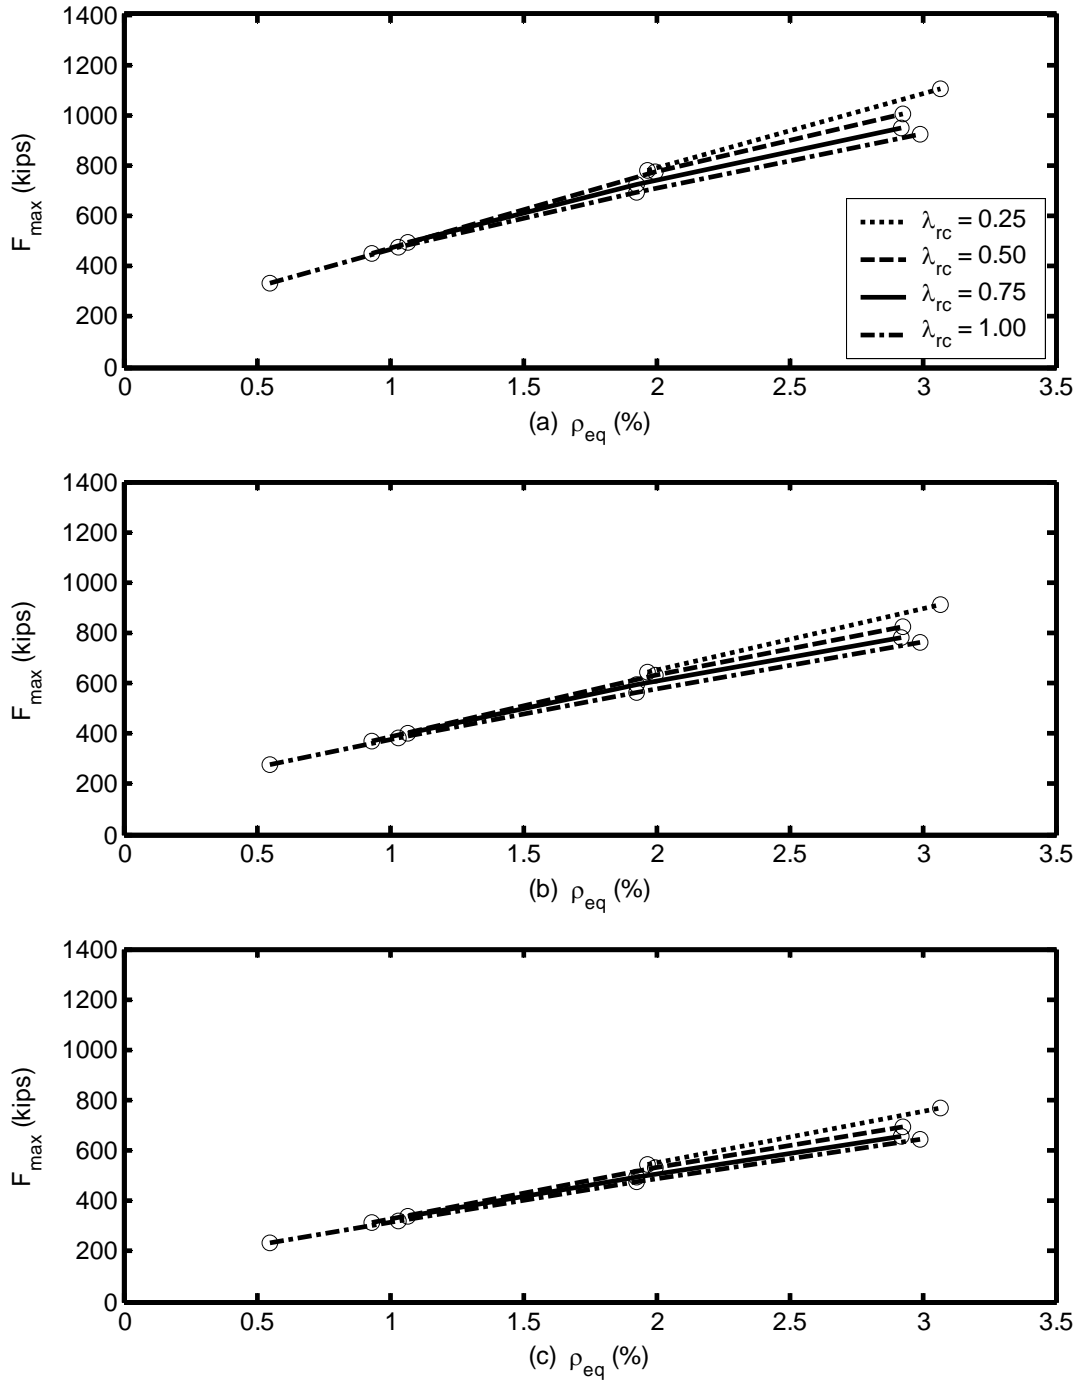 1400
1200
1000
800
600
400
200
0
F_max (kips)
λ_rc = 0.25
λ_rc = 0.50
λ_rc = 0.75
λ_rc = 1.00
0 0.5 1 1.5 2 2.5 3 3.5
(a) ρ_eq (%)
1400
1200
1000
800
600
400
200
0
F_max (kips)
0 0.5 1 1.5 2 2.5 3 3.5
(b) ρ_eq (%)
1400
1200
1000
800
600
400
200
0
F_max (kips)
0 0.5 1 1.5 2 2.5 3 3.5
(c) ρ_eq (%)